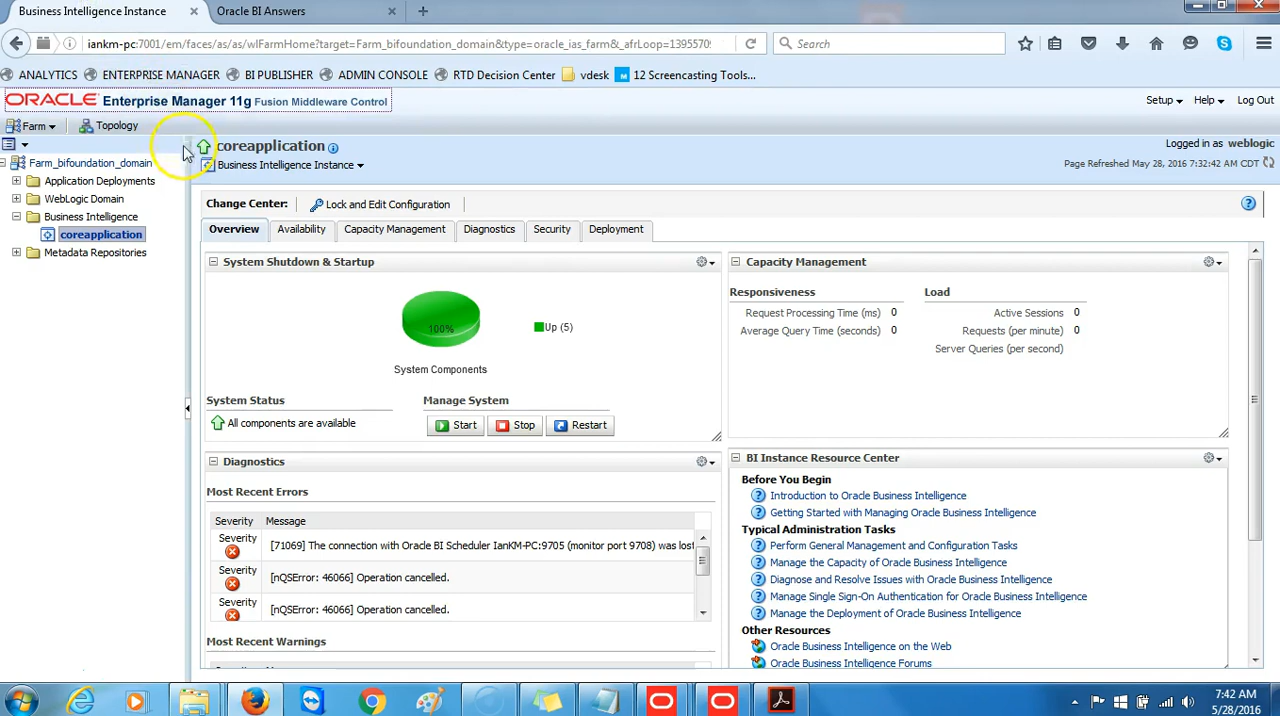 Business Intelligence Instance
Oracle BI Answers
iankm-pc:7001/em/faces/as/as/wlFarmHome?target=Farm_bifoundation_domain&type=oracle_ias_farm&_afrLoop=1395570
Search
ANALYTICS
ENTERPRISE MANAGER
BI PUBLISHER
ADMIN CONSOLE
RTD Decision Center
vdesk
12 Screencasting Tools...
ORACLE Enterprise Manager 11g Fusion Middleware Control
Setup
Help
Log Out
Farm
Topology
coreapplication
Logged in as weblogic
Business Intelligence Instance
Page Refreshed May 28, 2016 7:32:42 AM CDT
Farm_bifoundation_domain
Application Deployments
WebLogic Domain
Business Intelligence
coreapplication
Metadata Repositories
Change Center:
Lock and Edit Configuration
Overview
Availability
Capacity Management
Diagnostics
Security
Deployment
System Shutdown & Startup
100%
Up (5)
System Components
System Status
All components are available
Manage System
Start
Stop
Restart
Capacity Management
Responsiveness
Request Processing Time (ms) 0
Average Query Time (seconds) 0
Load
Active Sessions 0
Requests (per minute) 0
Server Queries (per second)
Diagnostics
Most Recent Errors
Severity Message
Severity [71069] The connection with Oracle BI Scheduler IanKM-PC:9705 (monitor port 9708) was lost
Severity [nQSError: 46066] Operation cancelled.
Severity [nQSError: 46066] Operation cancelled.
Most Recent Warnings
BI Instance Resource Center
Before You Begin
Introduction to Oracle Business Intelligence
Getting Started with Managing Oracle Business Intelligence
Typical Administration Tasks
Perform General Management and Configuration Tasks
Manage the Capacity of Oracle Business Intelligence
Diagnose and Resolve Issues with Oracle Business Intelligence
Manage Single Sign-On Authentication for Oracle Business Intelligence
Manage the Deployment of Oracle Business Intelligence
Other Resources
Oracle Business Intelligence on the Web
Oracle Business Intelligence Forums
7:42 AM
5/28/2016